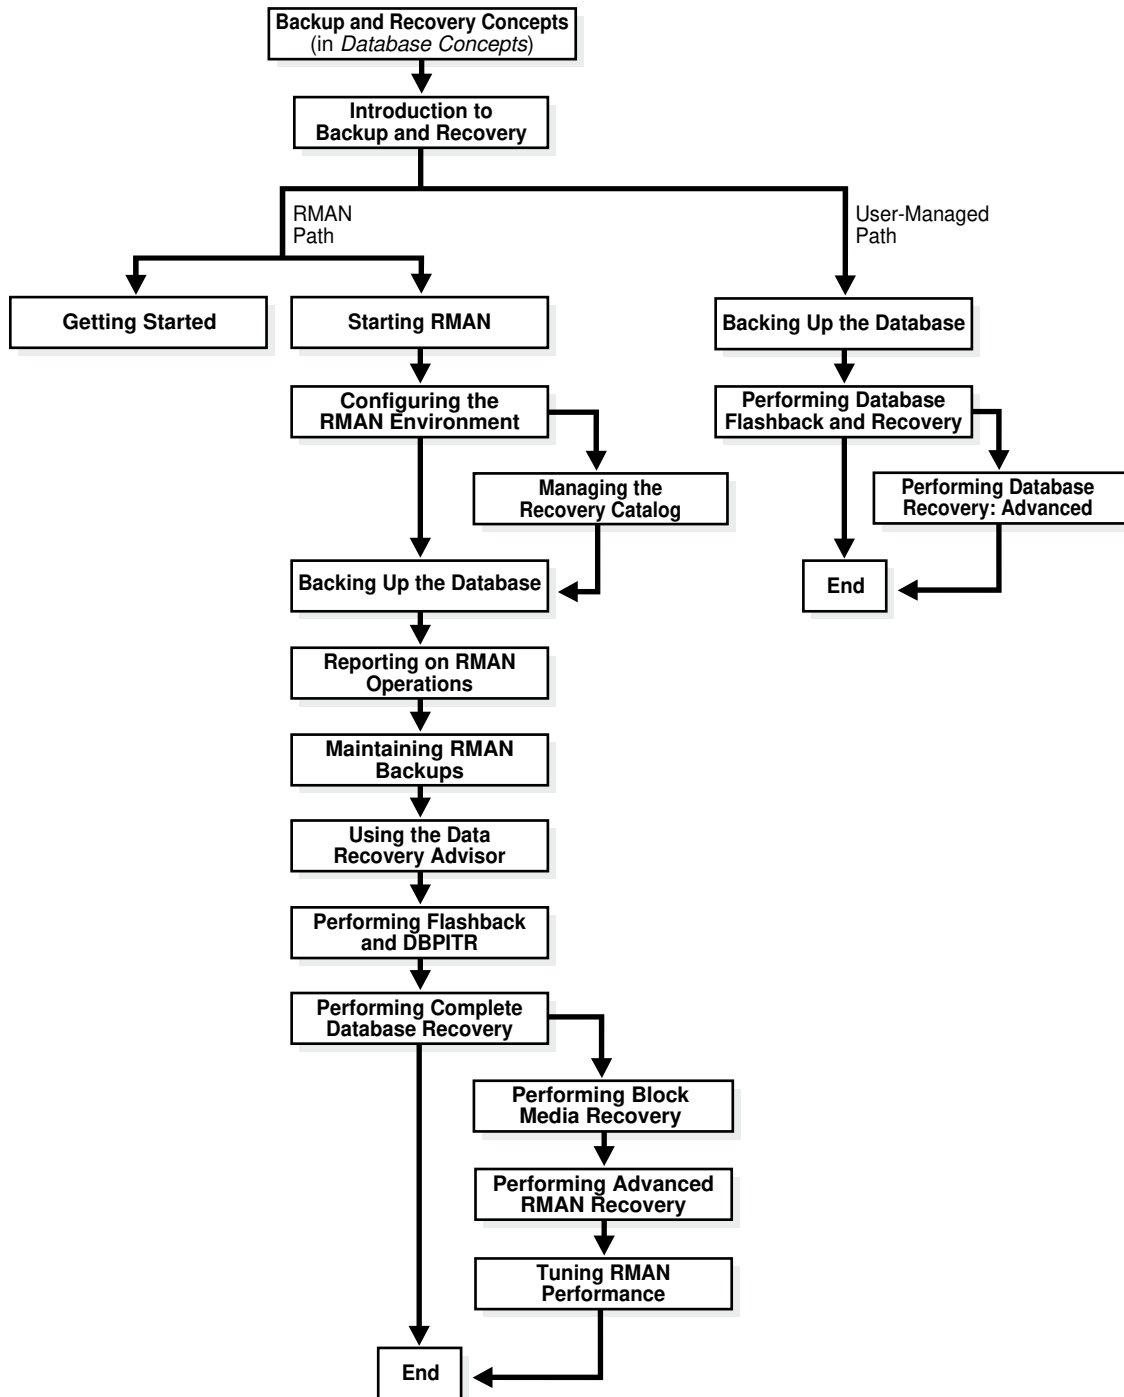 Backup and Recovery Concepts
(in Database Concepts)
Introduction to
Backup and Recovery
RMAN
Path
User-Managed
Path
Getting Started
Starting RMAN
Backing Up the Database
Configuring the
RMAN Environment
Performing Database
Flashback and Recovery
Managing the
Recovery Catalog
Performing Database
Recovery: Advanced
Backing Up the Database
End
Reporting on RMAN
Operations
Maintaining RMAN
Backups
Using the Data
Recovery Advisor
Performing Flashback
and DBPITR
Performing Complete
Database Recovery
Performing Block
Media Recovery
Performing Advanced
RMAN Recovery
Tuning RMAN
Performance
End